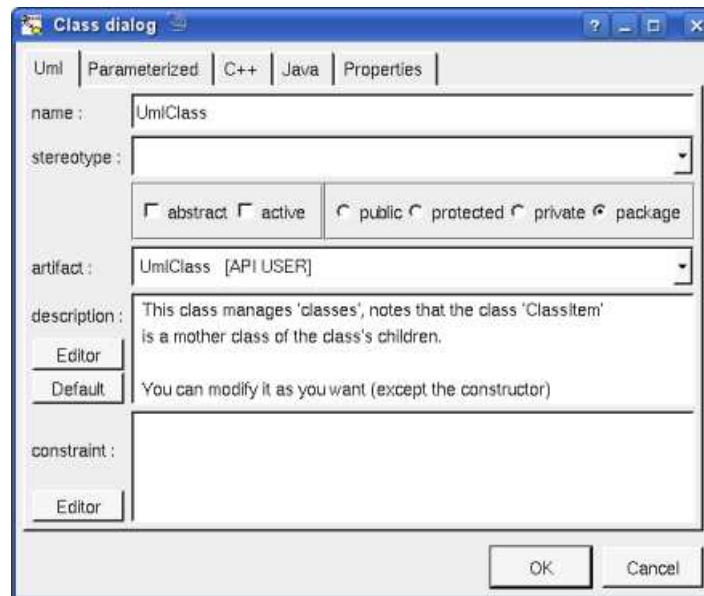 Class dialog
Uml Parameterized C++ Java Properties
name : UmlClass
stereotype :
abstract active public protected private package
artifact : UmlClass [API USER]
description : This class manages 'classes', notes that the class 'ClassItem'
is a mother class of the class's children.
Editor
Default You can modify it as you want (except the constructor)
constraint :
Editor
OK Cancel